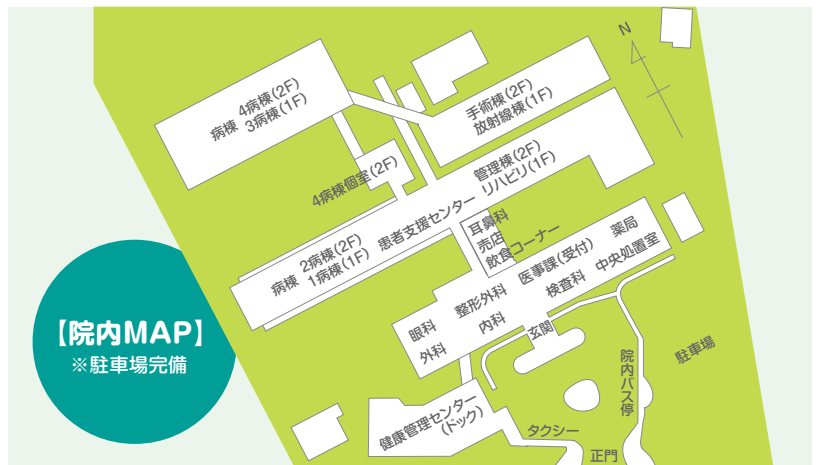 N
4病棟(2F)
病棟 3病棟(1F)
手術棟(2F)
放射線棟(1F)
4病棟個室(2F)
管理棟(2F)
リハビリ(1F)
2病棟(2F)
病棟 1病棟(1F)
患者支援センター
耳鼻科
売店
飲食コーナー
薬局
医事課(受付)
中央処置室
整形外科
検査科
眼科
内科
外科
玄関
【院内MAP】
※駐車場完備
駐車場
院内バス停
健康管理センター
(ドック)
タクシー
正門